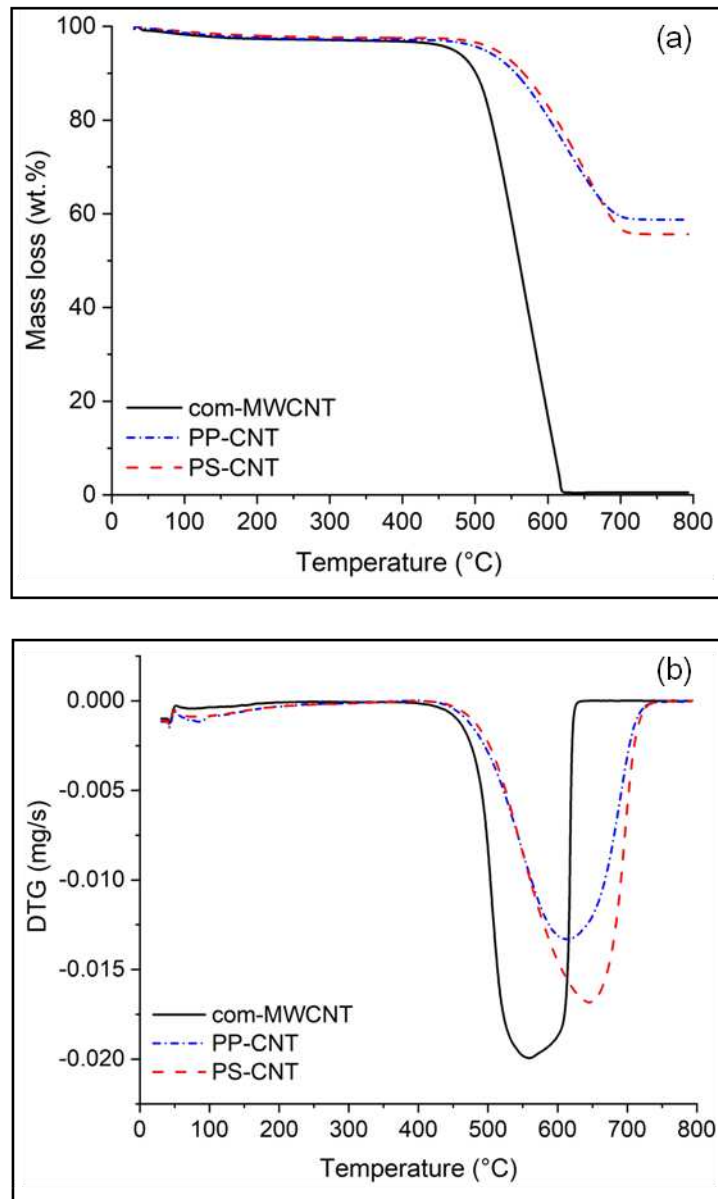 (a)
Mass loss (wt.%)
100
80
60
40
20
0
com-MWCNT
PP-CNT
PS-CNT
0 100 200 300 400 500 600 700 800
Temperature (°C)
(b)
DTG (mg/s)
0.000
-0.005
-0.010
-0.015
-0.020
com-MWCNT
PP-CNT
PS-CNT
0 100 200 300 400 500 600 700 800
Temperature (°C)